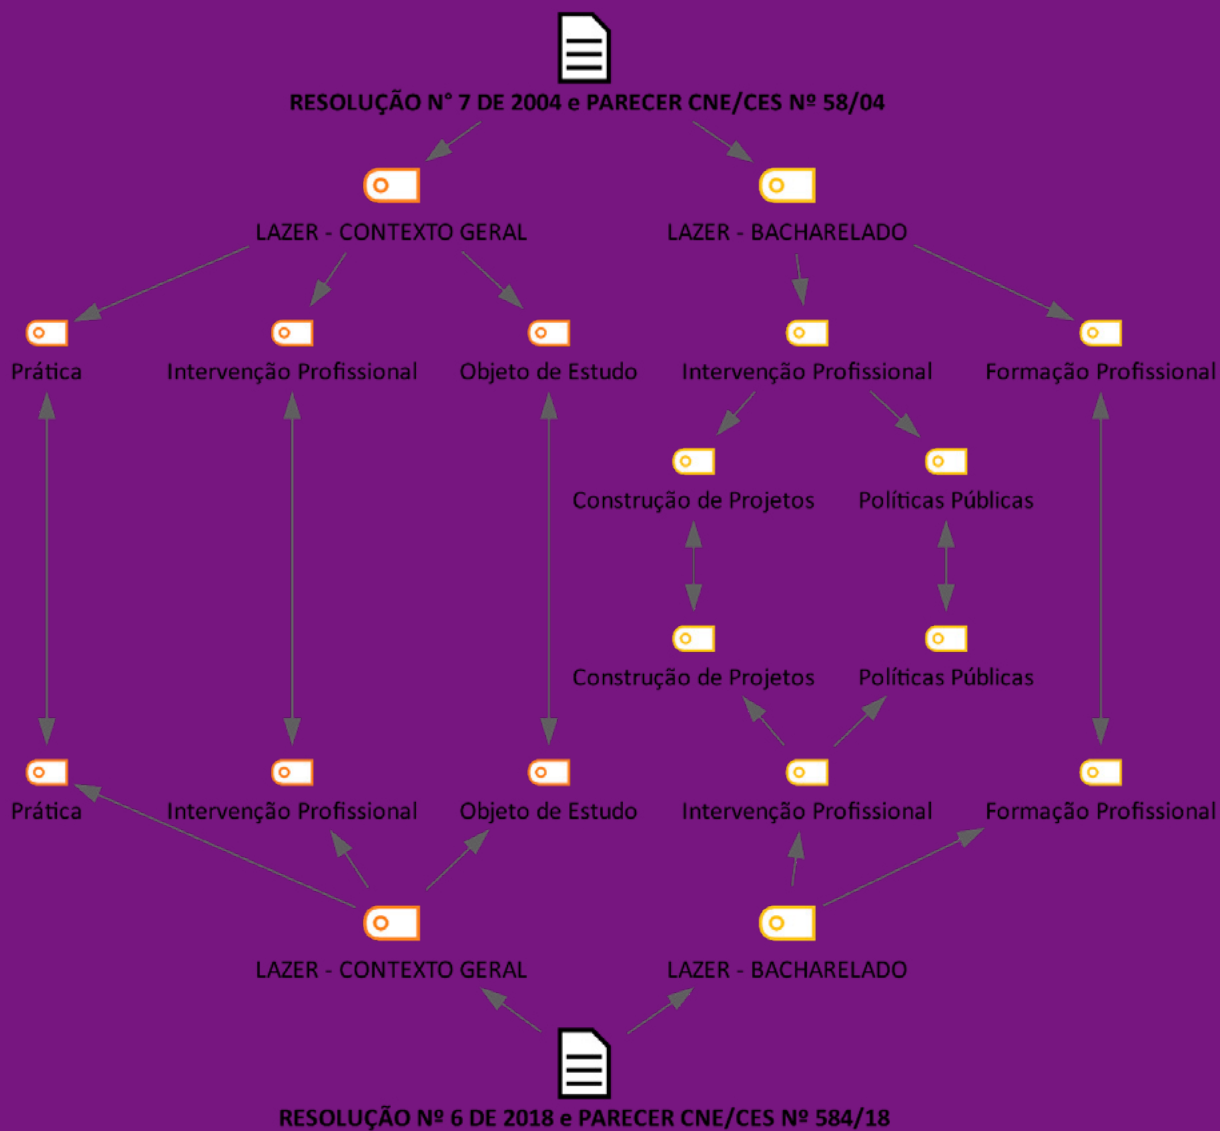 RESOLUÇÃO N° 7 DE 2004 e PARECER CNE/CES Nº 58/04
LAZER - CONTEXTO GERAL
LAZER - BACHARELADO
Prática
Intervenção Profissional
Objeto de Estudo
Intervenção Profissional
Formação Profissional
Construção de Projetos
Políticas Públicas
Construção de Projetos
Políticas Públicas
Prática
Intervenção Profissional
Objeto de Estudo
Intervenção Profissional
Formação Profissional
LAZER - CONTEXTO GERAL
LAZER - BACHARELADO
RESOLUÇÃO Nº 6 DE 2018 e PARECER CNE/CES Nº 584/18